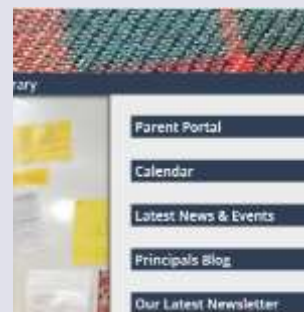 rary
Parent Portal
Calendar
Latest News & Events
Principals Blog
Our Latest Newsletter